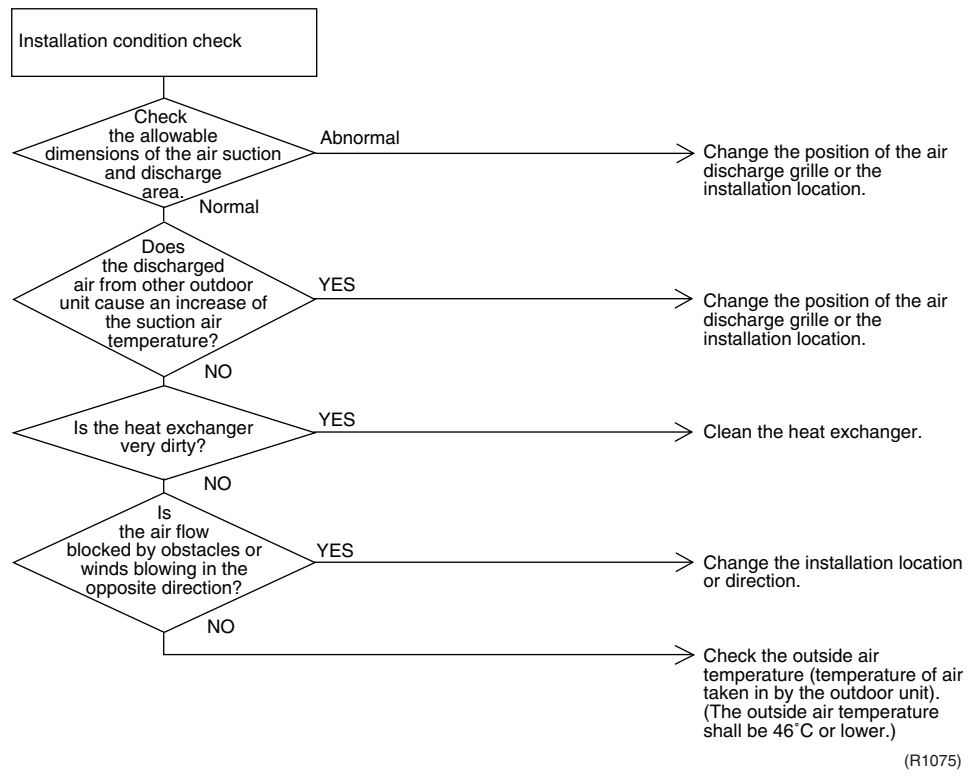 Installation condition check
Check
the allowable
dimensions of the air suction
and discharge
area.
Abnormal
Change the position of the air
discharge grille or the
installation location.
Normal
Does
the discharged
air from other outdoor
unit cause an increase of
the suction air
temperature?
YES
Change the position of the air
discharge grille or the
installation location.
NO
Is the heat exchanger
very dirty?
YES
Clean the heat exchanger.
NO
Is
the air flow
blocked by obstacles or
winds blowing in the
opposite direction?
YES
Change the installation location
or direction.
NO
Check the outside air
temperature (temperature of air
taken in by the outdoor unit).
(The outside air temperature
shall be 46˚C or lower.)
(R1075)